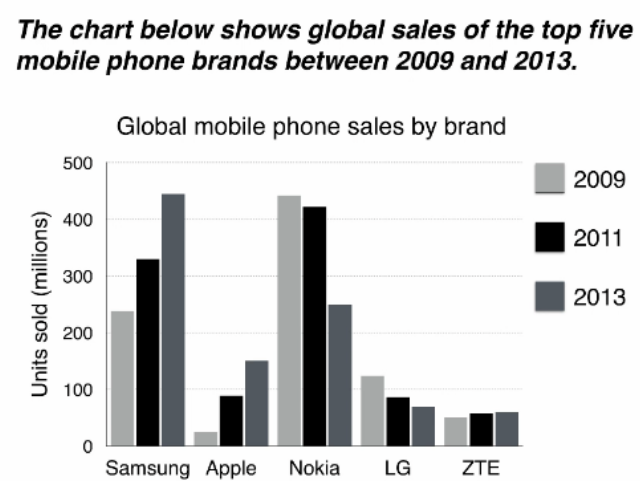 The chart below shows global sales of the top five
mobile phone brands between 2009 and 2013.
Global mobile phone sales by brand
Units sold (millions)
500
400
300
200
100
0
Samsung Apple Nokia LG ZTE
2009
2011
2013